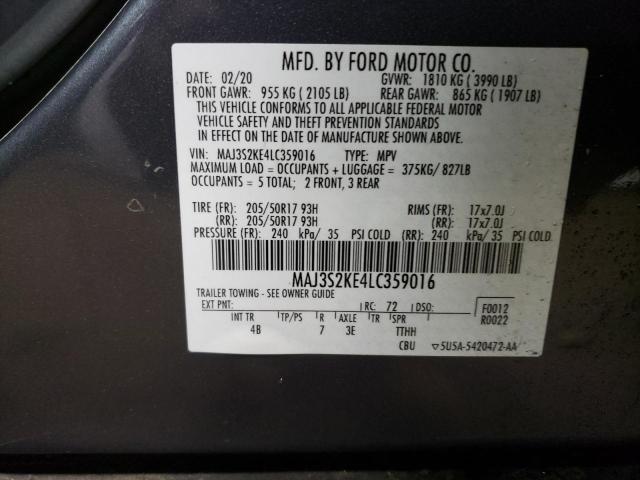 MFD. BY FORD MOTOR CO.
DATE: 02/20 GVWR: 1810 KG ( 3990 LB)
FRONT GAWR: 955 KG ( 2105 LB) REAR GAWR: 865 KG ( 1907 LB)
THIS VEHICLE CONFORMS TO ALL APPLICABLE FEDERAL MOTOR
VEHICLE SAFETY AND THEFT PREVENTION STANDARDS
IN EFFECT ON THE DATE OF MANUFACTURE SHOWN ABOVE.
VIN: MAJ3S2KE4LC359016 TYPE: MPV
MAXIMUM LOAD = OCCUPANTS + LUGGAGE = 375KG/ 827LB
OCCUPANTS = 5 TOTAL; 2 FRONT, 3 REAR
TIRE (FR): 205/50R17 93H RIMS (FR): 17x7.0J
(RR): 205/50R17 93H (RR): 17x7.0J
PRESSURE (FR): 240 kPa/ 35 PSI COLD (RR): 240 kPa/ 35 PSI COLD
MAJ3S2KE4LC359016
TRAILER TOWING - SEE OWNER GUIDE
EXT PNT: RC: 72 DSO: F0012
R0022
INT TR TP/PS R AXLE TR SPR
4B 7 3E TTHH
CBU ▽5U5A-5420472-AA